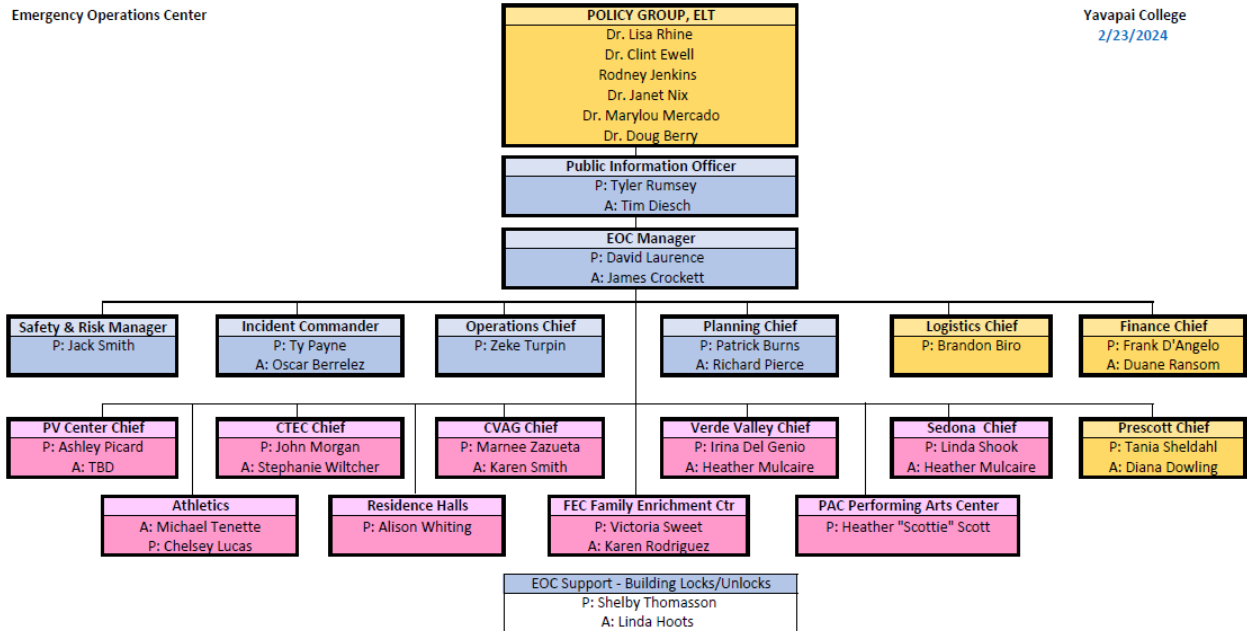 Emergency Operations Center
Yavapai College
2/23/2024
POLICY GROUP, ELT
Dr. Lisa Rhine
Dr. Clint Ewell
Rodney Jenkins
Dr. Janet Nix
Dr. Marylou Mercado
Dr. Doug Berry
Public Information Officer
P: Tyler Rumsey
A: Tim Diesch
EOC Manager
P: David Laurence
A: James Crockett
Safety & Risk Manager
P: Jack Smith
Incident Commander
P: Ty Payne
A: Oscar Berrelez
Operations Chief
P: Zeke Turpin
Planning Chief
P: Patrick Burns
A: Richard Pierce
Logistics Chief
P: Brandon Biro
Finance Chief
P: Frank D'Angelo
A: Duane Ransom
PV Center Chief
P: Ashley Picard
A: TBD
CTEC Chief
P: John Morgan
A: Stephanie Wiltcher
CVAG Chief
P: Marnee Zazueta
A: Karen Smith
Verde Valley Chief
P: Irina Del Genio
A: Heather Mulcaire
Sedona Chief
P: Linda Shook
A: Heather Mulcaire
Prescott Chief
P: Tania Sheldahl
A: Diana Dowling
Athletics
A: Michael Tenette
P: Chelsey Lucas
Residence Halls
P: Alison Whiting
FEC Family Enrichment Ctr
P: Victoria Sweet
A: Karen Rodriguez
PAC Performing Arts Center
P: Heather "Scottie" Scott
EOC Support - Building Locks/Unlocks
P: Shelby Thomasson
A: Linda Hoots